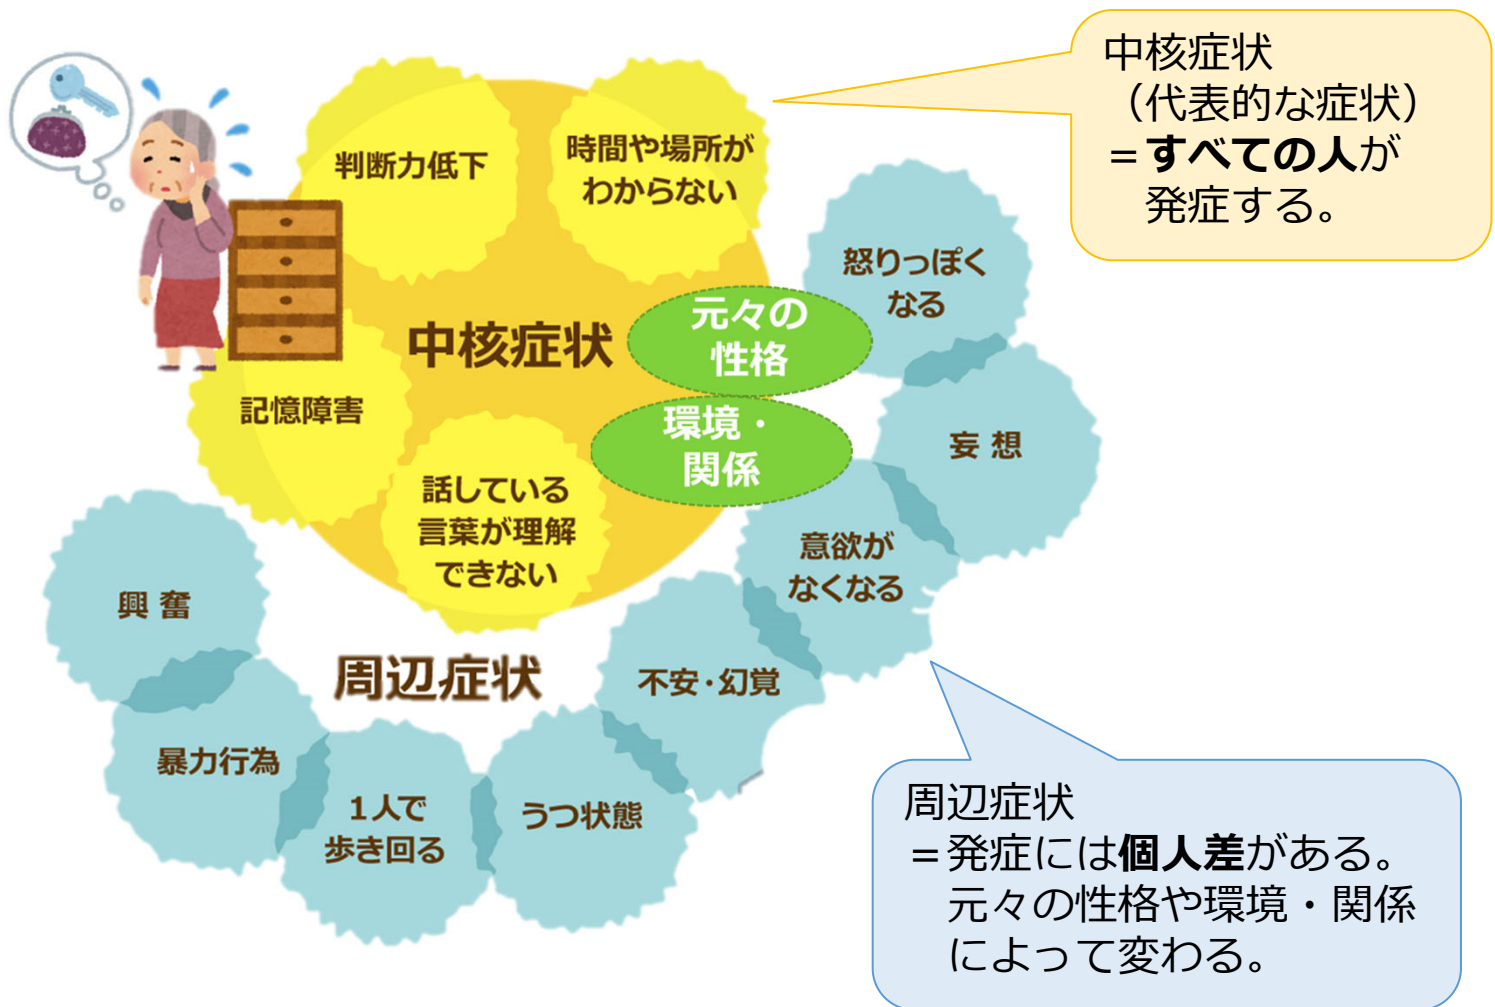 中核症状
（代表的な症状）
＝すべての人が
発症する。
判断力低下
時間や場所が
わからない
怒りっぽく
なる
中核症状
元々の
性格
記憶障害
環境・
関係
妄 想
話している
言葉が理解
できない
意欲が
なくなる
興 奮
周辺症状
不安・幻覚
暴力行為
１人で
歩き回る
うつ状態
周辺症状
＝発症には個人差がある。
元々の性格や環境・関係
によって変わる。